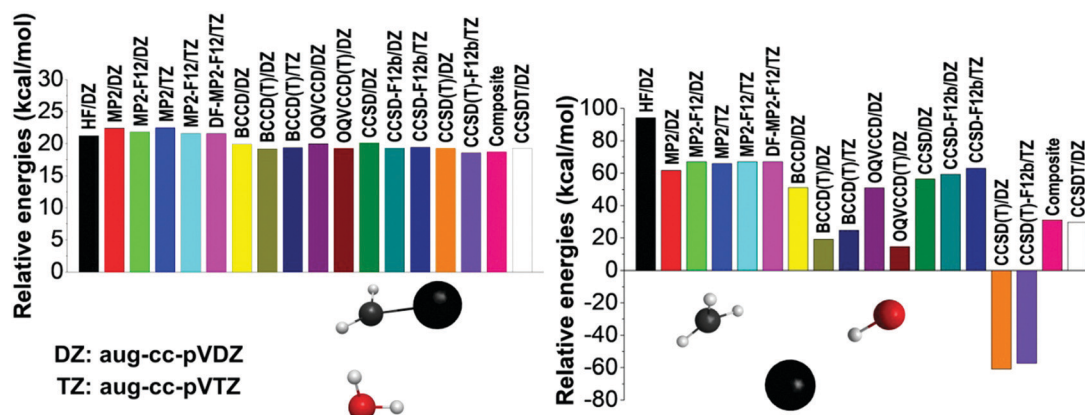 Relative energies (kcal/mol)
30
25
20
15
10
5
0
HF/DZ
MP2/DZ
MP2-F12/DZ
MP2/TZ
MP2-F12/TZ
DF-MP2-F12/TZ
BCCD/DZ
BCCD(T)/DZ
BCCD(T)/TZ
OQVCCD/DZ
OQVCCD(T)/DZ
CCSD/DZ
CCSD-F12b/DZ
CCSD-F12b/TZ
CCSD(T)/DZ
CCSD(T)-F12b/TZ
Composite
CCSDT/DZ
DZ: aug-cc-pVDZ
TZ: aug-cc-pVTZ
Relative energies (kcal/mol)
100
80
60
40
20
0
-20
-40
-60
-80
HF/DZ
MP2/DZ
MP2-F12/DZ
MP2/TZ
MP2-F12/TZ
DF-MP2-F12/TZ
BCCD/DZ
BCCD(T)/DZ
BCCD(T)/TZ
OQVCCD/DZ
OQVCCD(T)/DZ
CCSD/DZ
CCSD-F12b/DZ
CCSD-F12b/TZ
CCSD(T)/DZ
CCSD(T)-F12b/TZ
Composite
CCSDT/DZ